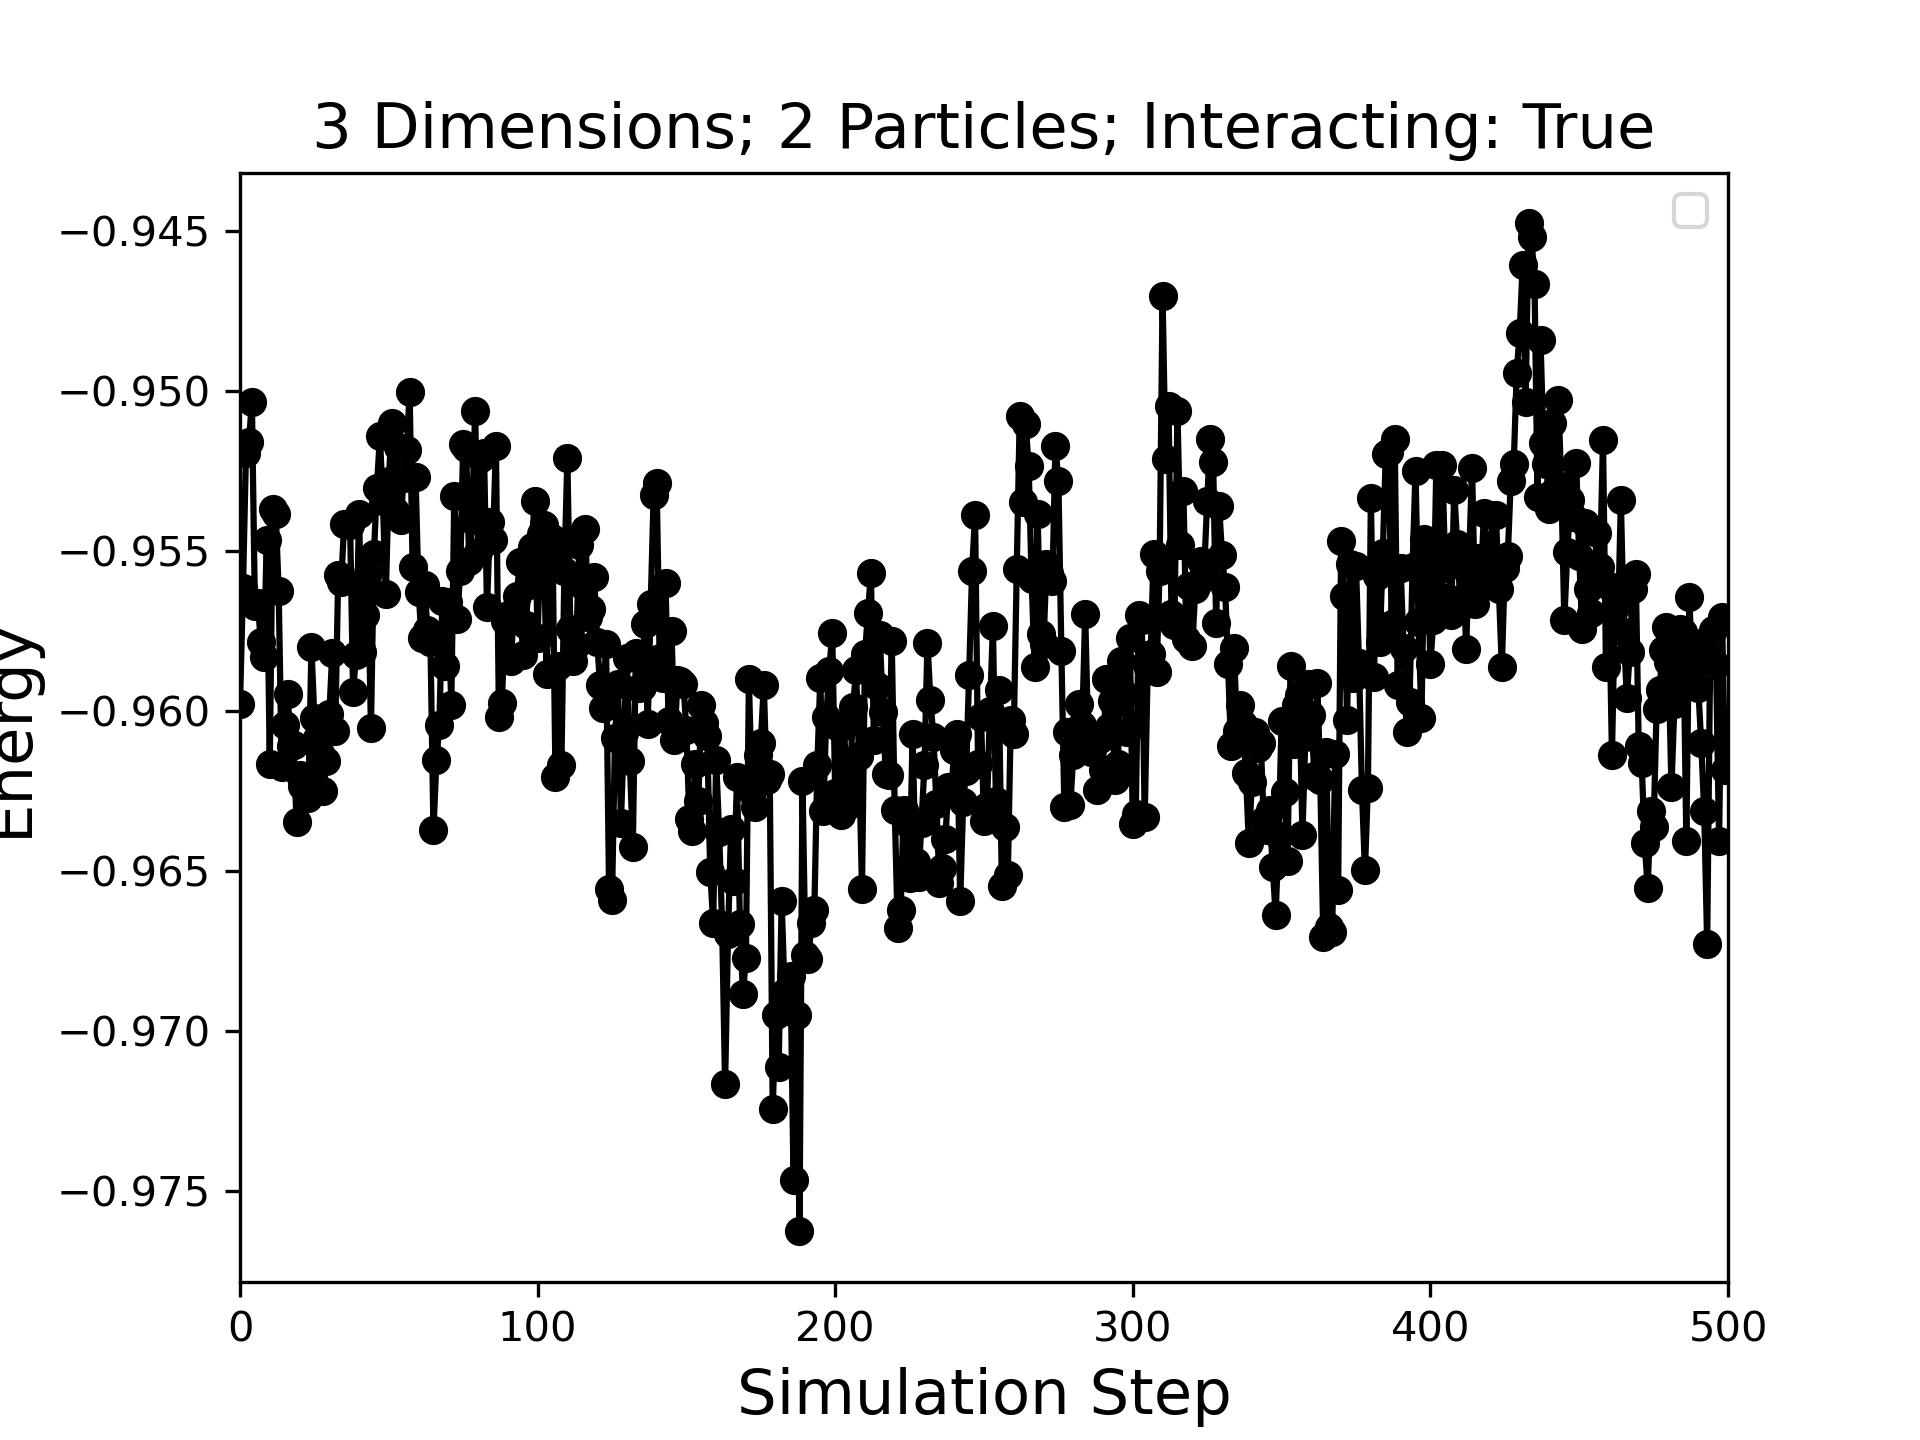 3 Dimensions; 2 Particles; Interacting: True
−0.945
−0.950
−0.955
−0.960
−0.965
−0.970
−0.975
Energy
0 100 200 300 400 500
Simulation Step